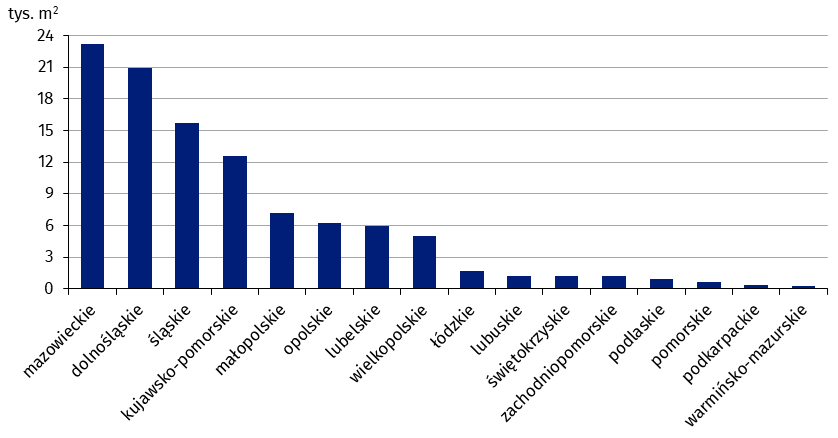 tys. m²
24
21
18
15
12
9
6
3
0
mazowieckie
dolnośląskie
śląskie
kujawsko-pomorskie
małopolskie
opolskie
lubelskie
wielkopolskie
łódzkie
lubuskie
świętokrzyskie
zachodniopomorskie
podlaskie
pomorskie
podkarpackie
warmińsko-mazurskie